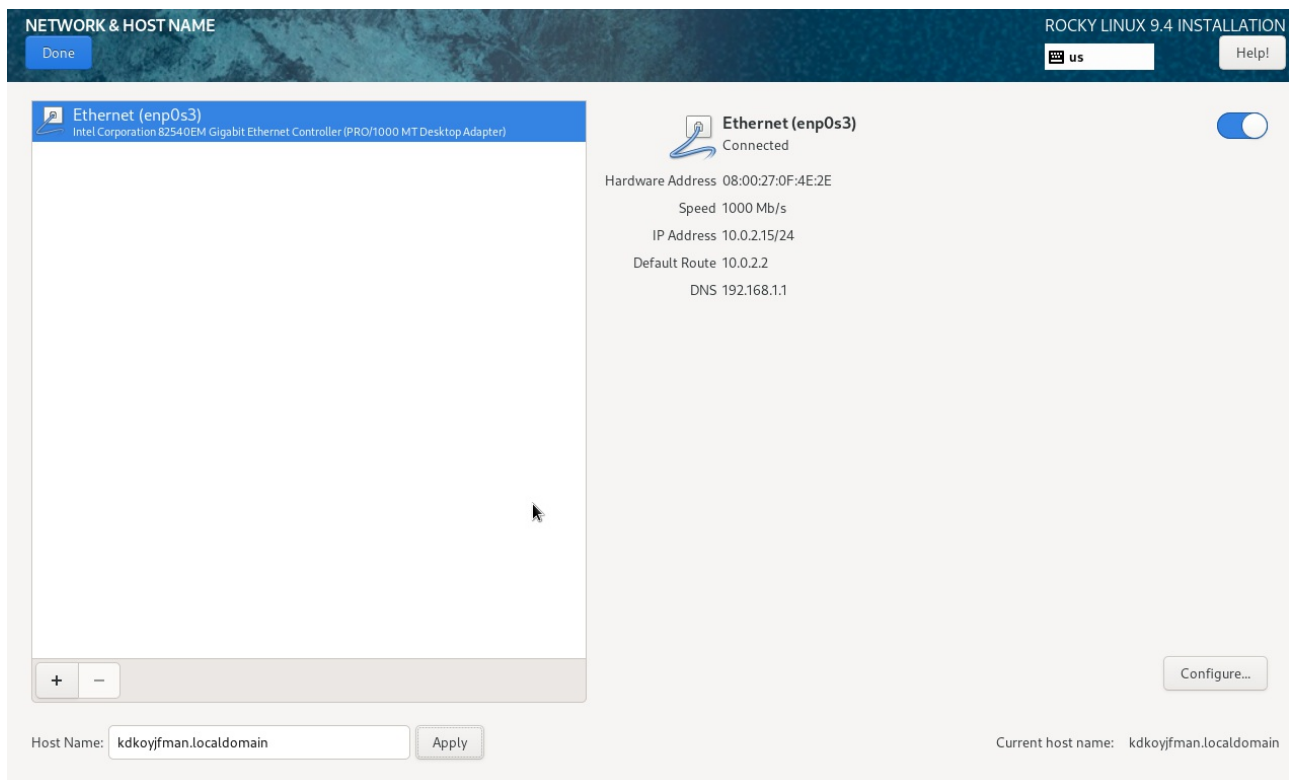 NETWORK & HOST NAME
Done
ROCKY LINUX 9.4 INSTALLATION
us
Help!
Ethernet (enp0s3)
Intel Corporation 82540EM Gigabit Ethernet Controller (PRO/1000 MT Desktop Adapter)
Ethernet (enp0s3)
Connected
Hardware Address 08:00:27:0F:4E:2E
Speed 1000 Mb/s
IP Address 10.0.2.15/24
Default Route 10.0.2.2
DNS 192.168.1.1
+ −
Configure...
Host Name: kdkoyjfman.localdomain Apply
Current host name: kdkoyjfman.localdomain